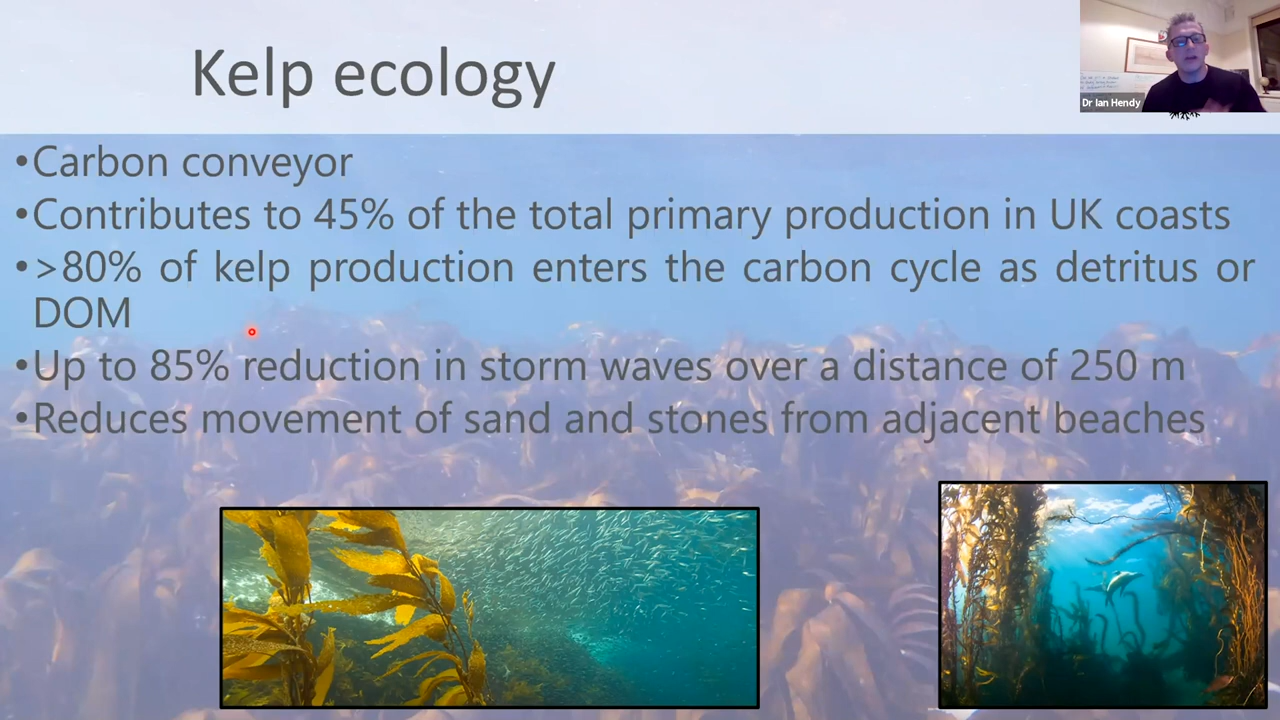 Kelp ecology
Dr Ian Hendy
•Carbon conveyor
•Contributes to 45% of the total primary production in UK coasts
•>80% of kelp production enters the carbon cycle as detritus or
DOM
•Up to 85% reduction in storm waves over a distance of 250 m
•Reduces movement of sand and stones from adjacent beaches